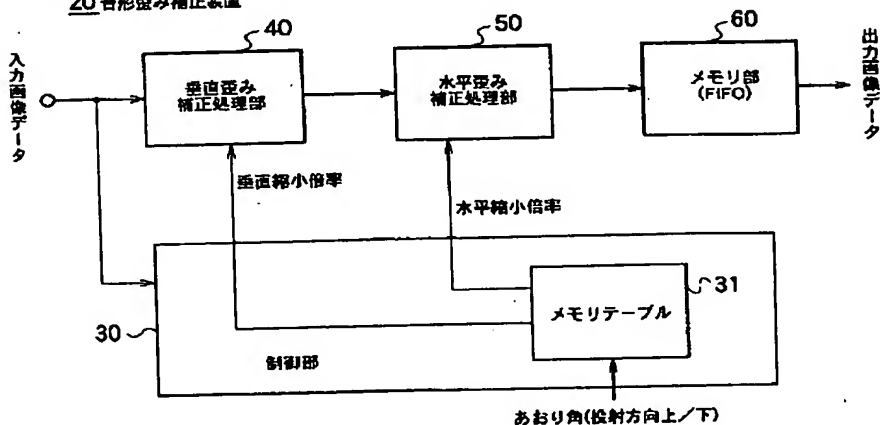 20 台形歪み補正装置
40
50
60
入力画像データ
垂直歪み
補正処理部
水平歪み
補正処理部
メモリ部
(FIFO)
出力画像データ
垂直縮小倍率
水平縮小倍率
31
メモリテーブル
30
制御部
あおり角(投射方向上/下)